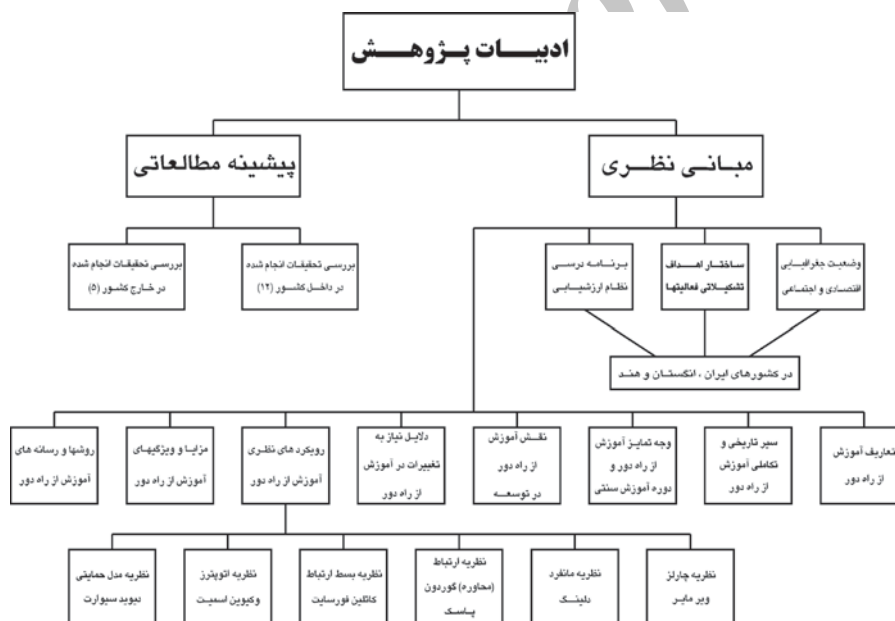 ادبیات پژوهش
مبانی نظری
پیشینه مطالعاتی
وضعیت جغرافیایی
اقتصادی و اجتماعی
ساختار اهداف
تشکیلاتی فعالیتها
برنامه درسی
نظام ارزشیابی
بررسی تحقیقات انجام شده
در داخل کشور (۱۲)
بررسی تحقیقات انجام شده
در خارج کشور (۵)
در کشورهای ایران ، انگستان و هند
تعاریف آموزش
از راه دور
سیر تاریخی و
تکاملی آموزش
از راه دور
وجه تمایز آموزش
از راه دور و
دوره آموزش سنتی
نقش آموزش
از راه دور
در توسعه
دلایل نیاز به
تغییرات در آموزش
از راه دور
رویکرد های نظری
آموزش از راه دور
مزایا و ویژگیهای
آموزش از راه دور
روشها و رسانه های
آموزش از راه دور
نظریه چارلز
ویر مایر
نظریه مانفرد
دلینگ
نظریه ارتباط
(محاوره) گوردون
پاسک
نظریه بسط ارتباط
کاتلین فورسایت
نظریه اتوپنرز
وکیوین اسمیت
نظریه مدل حمایتی
دیوید سیوارت